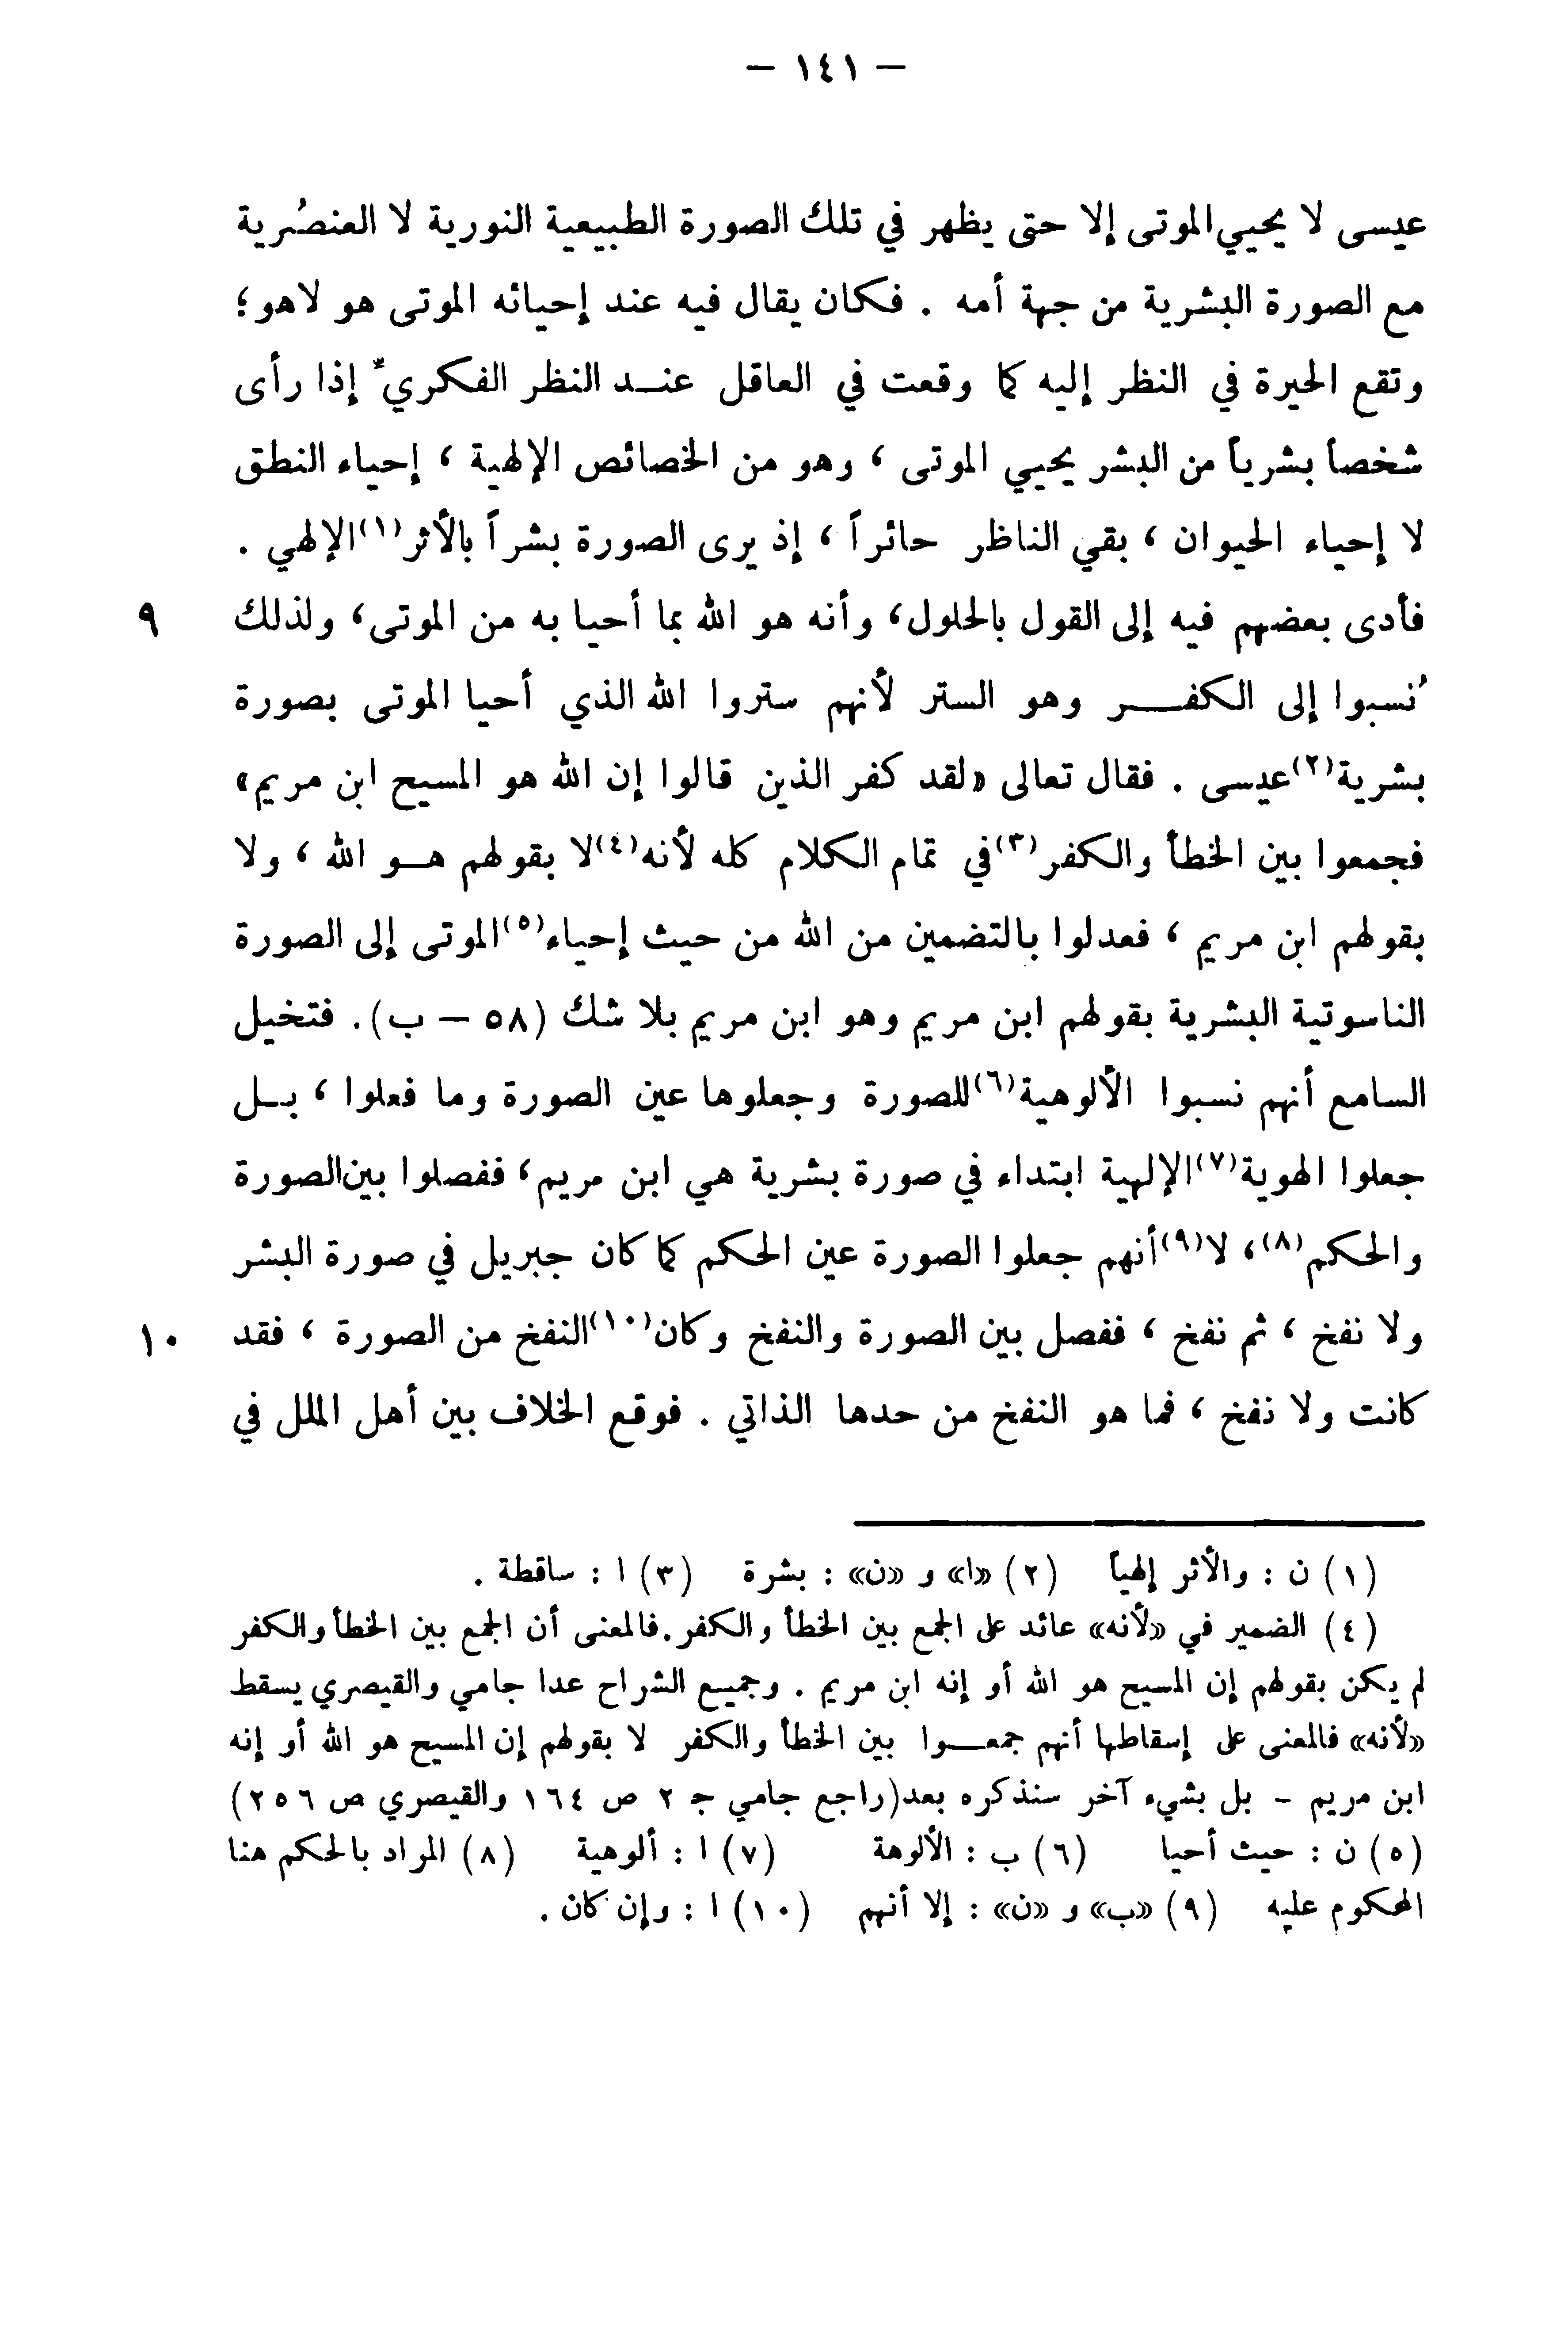 — ١٤١ —
عيسى لا يحيي الموتى إلا حتى يظهر في تلك الصورة الطبيعية النورية لا العنصُرية
مع الصورة البشرية من جهة أمه . فكان يقال فيه عند إحيائه الموتى هو لاهو؛
وتقع الحيرة في النظر إليه كما وقعت في العاقل عنـد النظر الفكري* إذا رأى
شخصاً بشرياً من البشر يحيي الموتى ، وهو من الخصائص الإلهية ، إحياء النطق
لا إحياء الحيوان ، بقي الناظر حائراً ، إذ يرى الصورة بشراً بالأثر(١) الإلهي .
فأدى بعضهم فيه إلى القول بالحلول، وأنه هو الله بما أحيا به من الموتى، ولذلك ٩
نُسبوا إلى الكفـــر وهو الستر لأنهم ستروا الله الذي أحيا الموتى بصورة
بشرية(٢) عيسى . فقال تعالى «لقد كفر الذين قالوا إن الله هو المسيح ابن مريم»
فجمعوا بين الخطأ والكفر(٣) في تمام الكلام كله لأنه(٤) لا بقولهم هـو الله ، ولا
بقولهم ابن مريم ، فعدلوا بالتضمين من الله من حيث إحياء(٥) الموتى إلى الصورة
الناسوتية البشرية بقولهم ابن مريم وهو ابن مريم بلا شك (٥٨ — ب). فتخيل
السامع أنهم نسبوا الألوهية(٦) للصورة وجعلوها عين الصورة وما فعلوا ، بـل
جعلوا الهوية(٧) الإلهية ابتداء في صورة بشرية هي ابن مريم، ففصلوا بين الصورة
والحكم(٨)، لا(٩) أنهم جعلوا الصورة عين الحكم كما كان جبريل في صورة البشر
ولا نفخ ، ثم نفخ ، ففصل بين الصورة والنفخ وكان(١٠) النفخ من الصورة ، فقد ١٠
كانت ولا نفخ ، فما هو النفخ من حدها الذاتي . فوقع الخلاف بين أهل الملل في
(١) ن : والأثر إلهياً (٢) «ا» و «ن» : بشرة (٣) ا : ساقطة .
(٤) الضمير في «لأنه» عائد على الجمع بين الخطأ والكفر.فالمعنى أن الجمع بين الخطأ والكفر
لم يكن بقولهم إن المسيح هو الله أو إنه ابن مريم . وجميع الشراح عدا جامي والقيصري يسقط
«لأنه» فالمعنى على إسقاطها أنهم جمعــوا بين الخطأ والكفر لا بقولهم إن المسيح هو الله أو إنه
ابن مريم - بل بشيء آخر سنذكره بعد(راجع جامي جـ ٢ ص ١٦٤ والقيصري ص ٢٥٦)
(٥) ن : حيث أحيا (٦) ب : الألوهة (٧) ا : ألوهية (٨) المراد بالحكم هنا
المحكوم عليه (٩) «ب» و «ن» : إلا أنهم (١٠) ا : وإن كان .